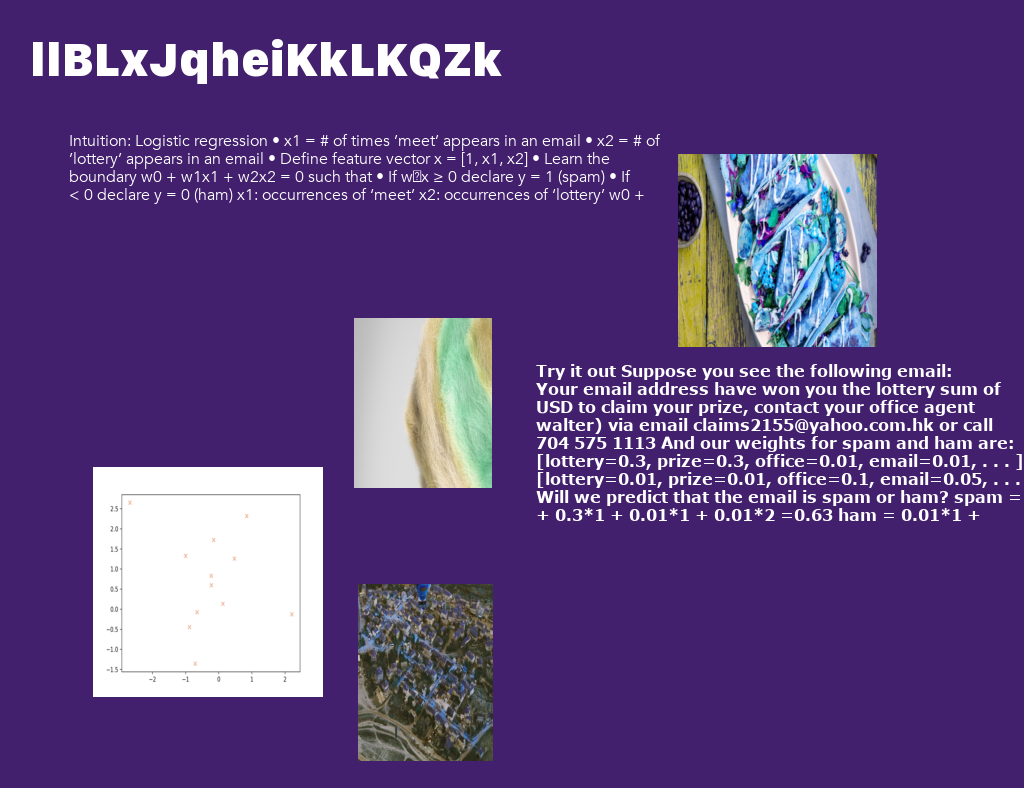 llBLxJqheiKkLKQZk
Intuition: Logistic regression • x1 = # of times ’meet’ appears in an email • x2 = # of
’lottery’ appears in an email • Define feature vector x = [1, x1, x2] • Learn the
boundary w0 + w1x1 + w2x2 = 0 such that • If w￾x ≥ 0 declare y = 1 (spam) • If
< 0 declare y = 0 (ham) x1: occurrences of ’meet’ x2: occurrences of ’lottery’ w0 +
Try it out Suppose you see the following email:
Your email address have won you the lottery sum of
USD to claim your prize, contact your office agent
walter) via email claims2155@yahoo.com.hk or call
704 575 1113 And our weights for spam and ham are:
[lottery=0.3, prize=0.3, office=0.01, email=0.01, . . . ]
[lottery=0.01, prize=0.01, office=0.1, email=0.05, . . .
Will we predict that the email is spam or ham? spam =
+ 0.3*1 + 0.01*1 + 0.01*2 =0.63 ham = 0.01*1 +
2.5
2.0
1.5
1.0
0.5
0.0
−0.5
−1.0
−1.5
−2 −1 0 1 2